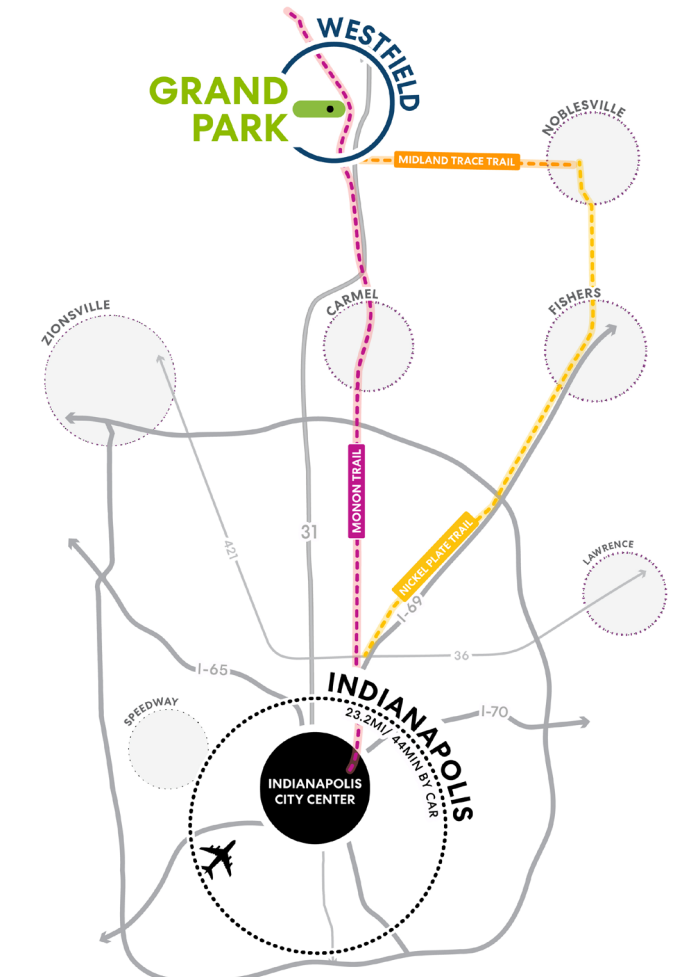 WESTFIELD
GRAND
PARK
NOBLESVILLE
MIDLAND TRACE TRAIL
ZIONSVILLE
CARMEL
FISHERS
MONON TRAIL
31
421
NICKEL PLATE TRAIL
LAWRENCE
I-69
36
I-65
SPEEDWAY
INDIANAPOLIS
23.2MI/ 44MIN BY CAR
I-70
INDIANAPOLIS
CITY CENTER